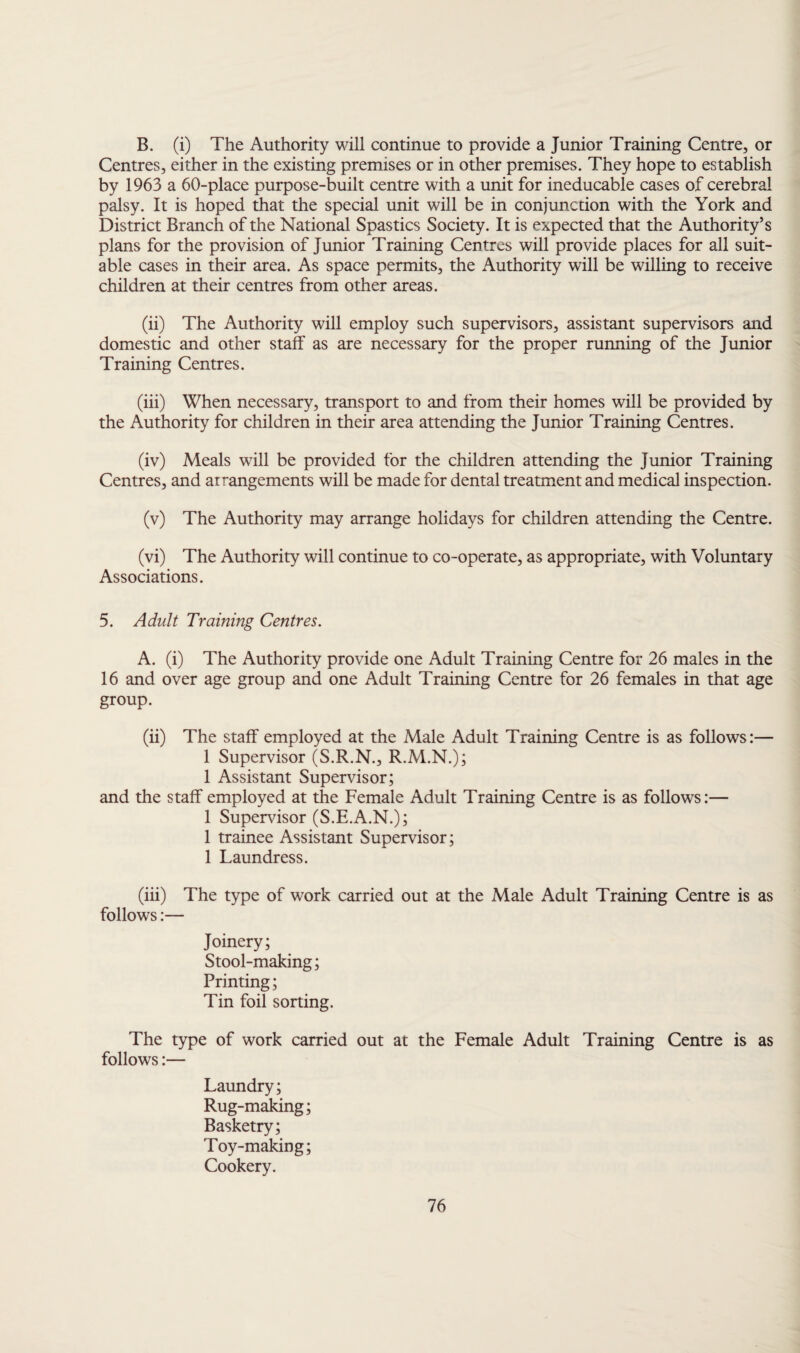 B. (i) The Authority will continue to provide a Junior Training Centre, or
Centres, either in the existing premises or in other premises. They hope to establish
by 1963 a 60-place purpose-built centre with a unit for ineducable cases of cerebral
palsy. It is hoped that the special unit will be in conjunction with the York and
District Branch of the National Spastics Society. It is expected that the Authority's
plans for the provision of Junior Training Centres will provide places for all suit-
able cases in their area. As space permits, the Authority will be willing to receive
children at their centres from other areas.
(ii) The Authority will employ such supervisors, assistant supervisors and
domestic and other staff as are necessary for the proper running of the Junior
Training Centres.
(iii) When necessary, transport to and from their homes will be provided by
the Authority for children in their area attending the Junior Training Centres.
(iv) Meals will be provided for the children attending the Junior Training
Centres, and arrangements will be made for dental treatment and medical inspection.
(v) The Authority may arrange holidays for children attending the Centre.
(vi) The Authority will continue to co-operate, as appropriate, with Voluntary
Associations.
5. Adult Training Centres.
A. (i) The Authority provide one Adult Training Centre for 26 males in the
16 and over age group and one Adult Training Centre for 26 females in that age
group.
(ii) The staff employed at the Male Adult Training Centre is as follows:—
1 Supervisor (S.R.N., R.M.N.);
1 Assistant Supervisor;
and the staff employed at the Female Adult Training Centre is as follows:—
1 Supervisor (S.E.A.N.);
1 trainee Assistant Supervisor;
1 Laundress.
(iii) The type of work carried out at the Male Adult Training Centre is as
follows:—
Joinery;
Stool-making;
Printing;
Tin foil sorting.
The type of work carried out at the Female Adult Training Centre is as
follows:—
Laundry;
Rug-making;
Basketry;
Toy-making;
Cookery.
76